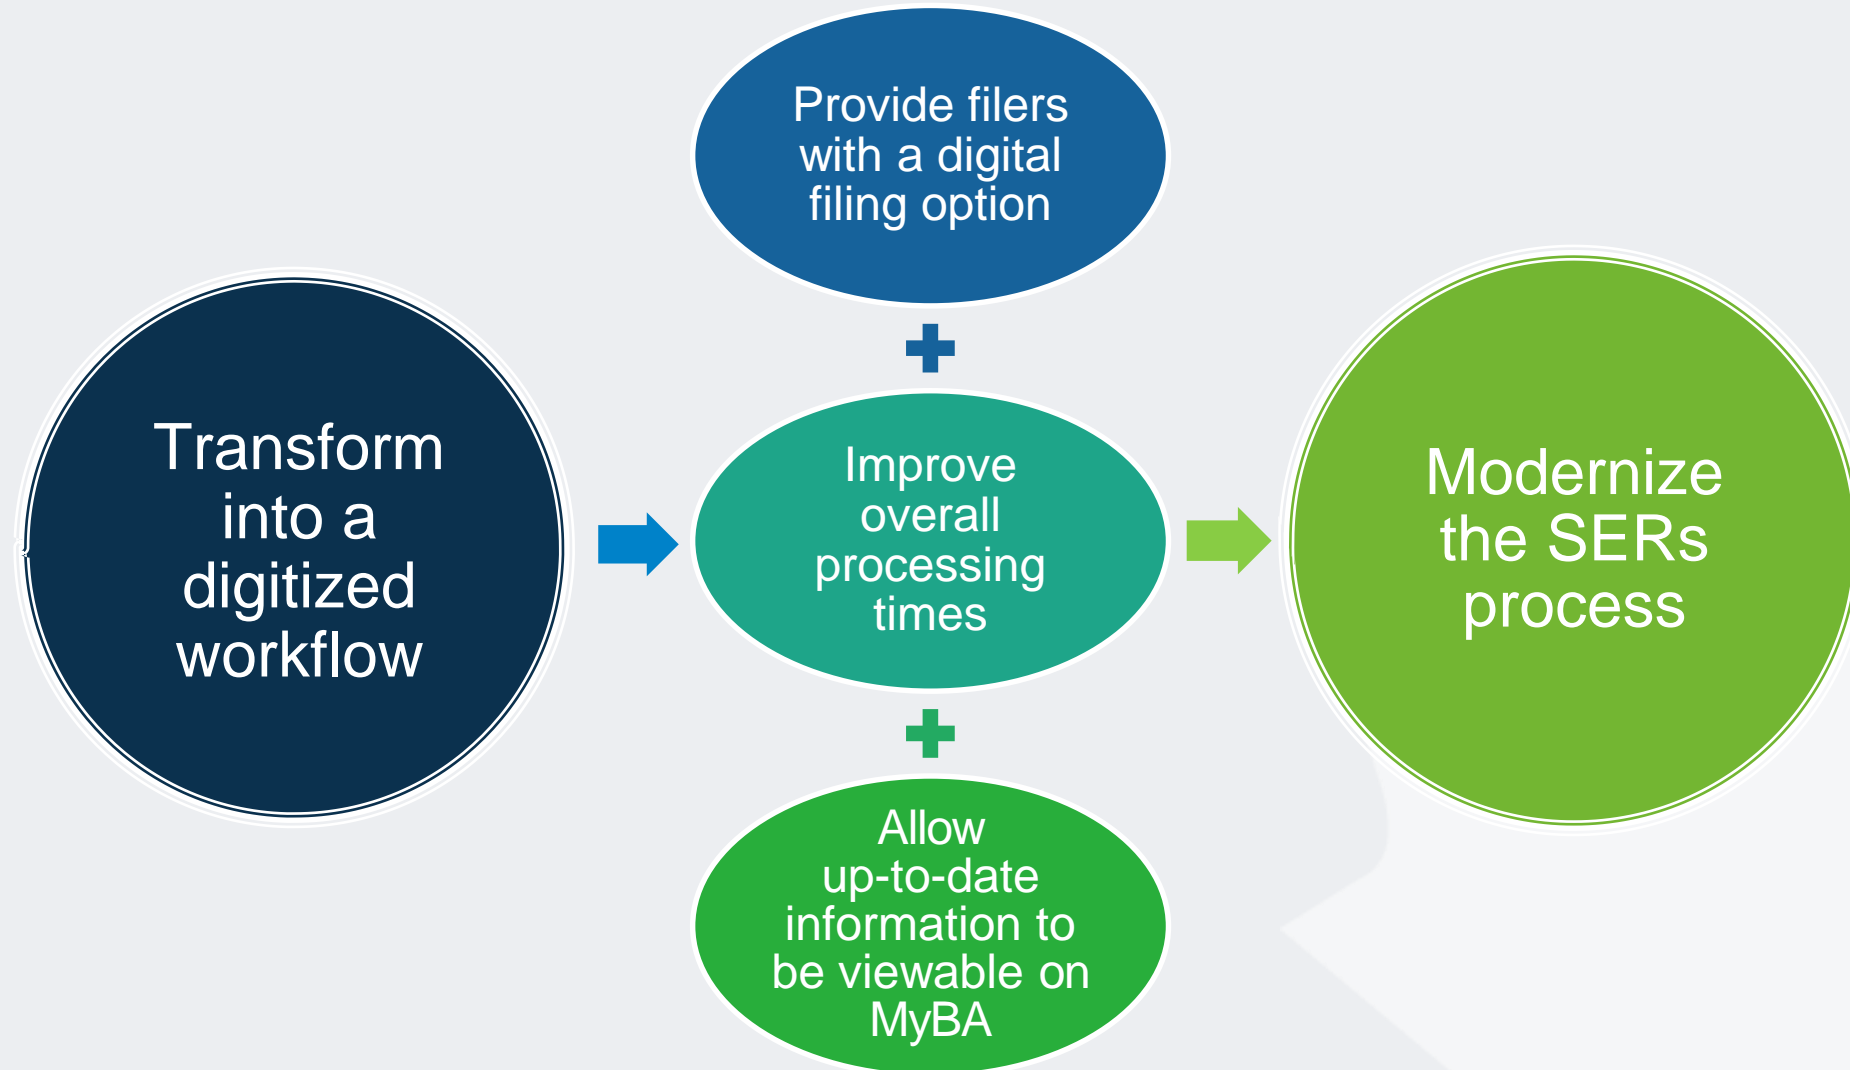 Transform
into a
digitized
workflow
Provide filers
with a digital
filing option
Improve
overall
processing
times
Allow
up-to-date
information to
be viewable on
MyBA
Modernize
the SERs
process